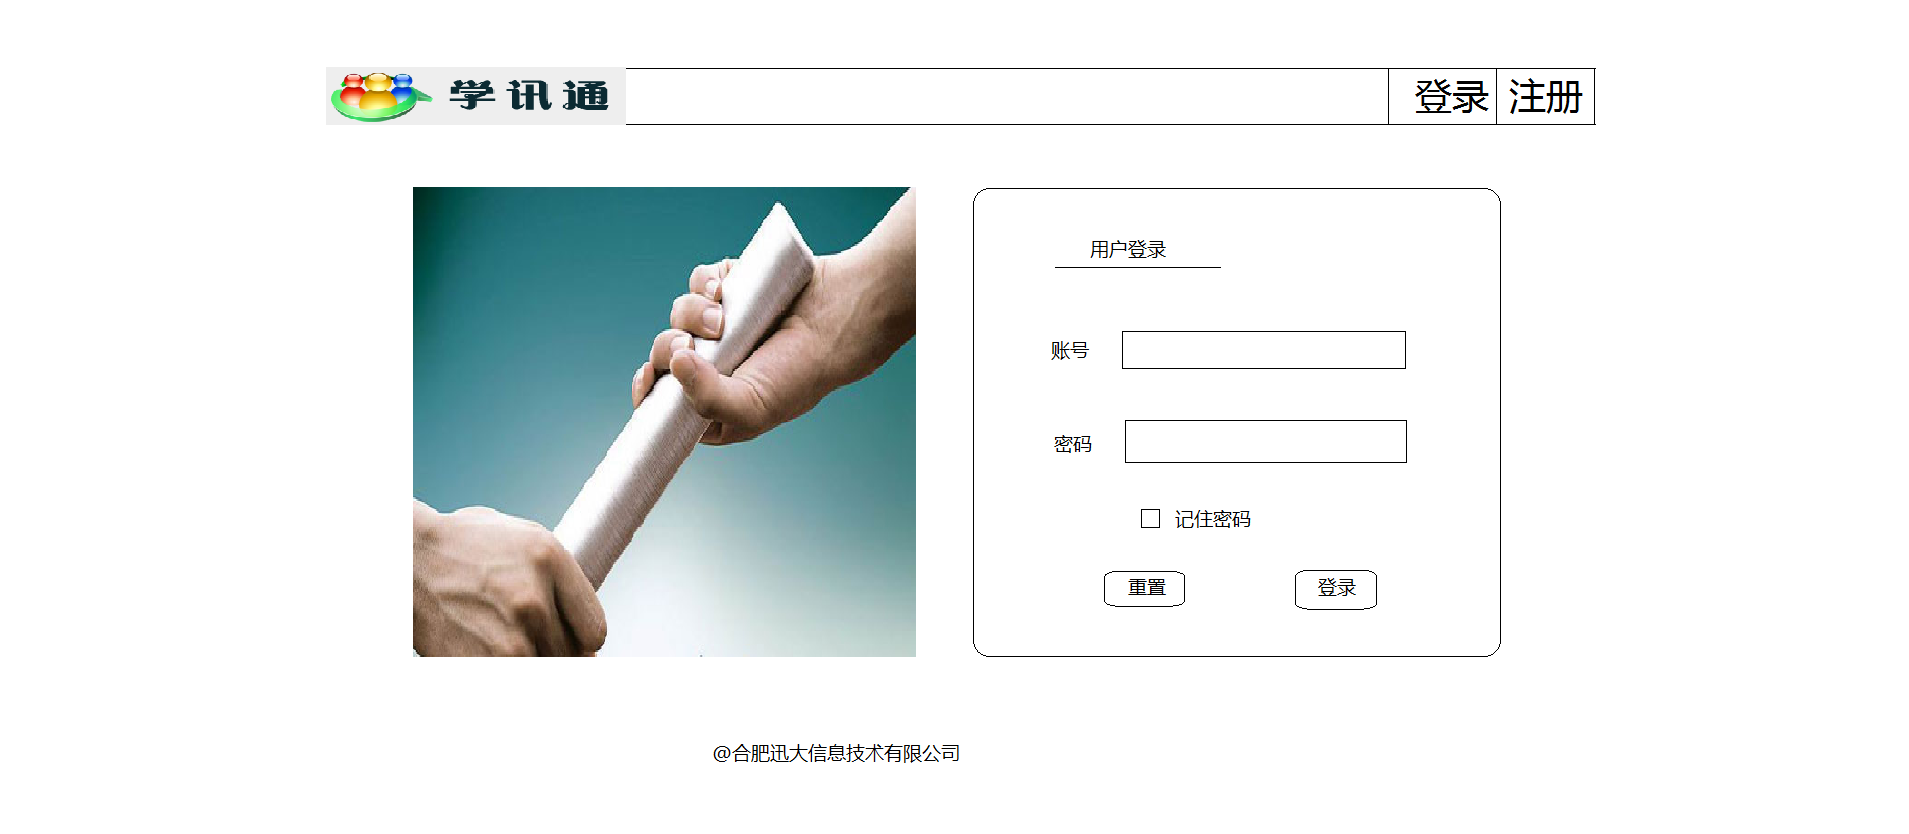 学讯通
登录 注册
用户登录
账号
密码
记住密码
重置 登录
@合肥迅大信息技术有限公司